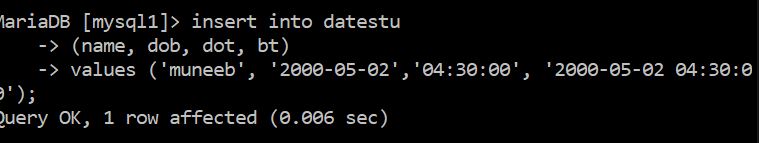 MariaDB [mysql1]> insert into datestu
    -> (name, dob, dot, bt)
    -> values ('muneeb', '2000-05-02','04:30:00', '2000-05-02 04:30:0
0');
Query OK, 1 row affected (0.006 sec)